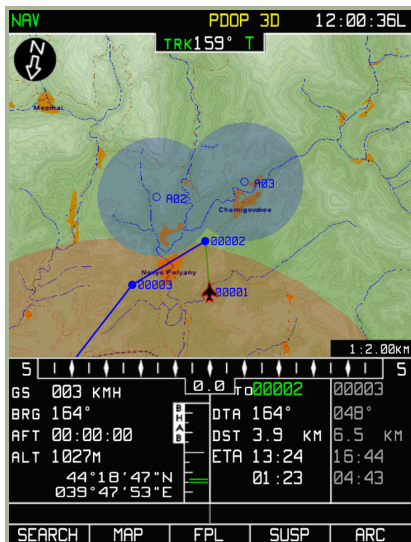 NAV PDOP 3D 12:00:36L
TRK159° T
N
Mezmai
A02
A03
Chernigovskoe
00002
Novye Polyany
00003
00001
1:2.00KM
5 5
0.0
GS 003 KMH TO00002 00003
BRG 164° DTA 164° 048°
AFT 00:00:00 DST 3.9 KM 6.5 KM
ALT 1027M ETA 13:24 16:44
44°18'47"N 01:23 04:43
039°47'53"E
B
H
A
B
SEARCH MAP FPL SUSP ARC